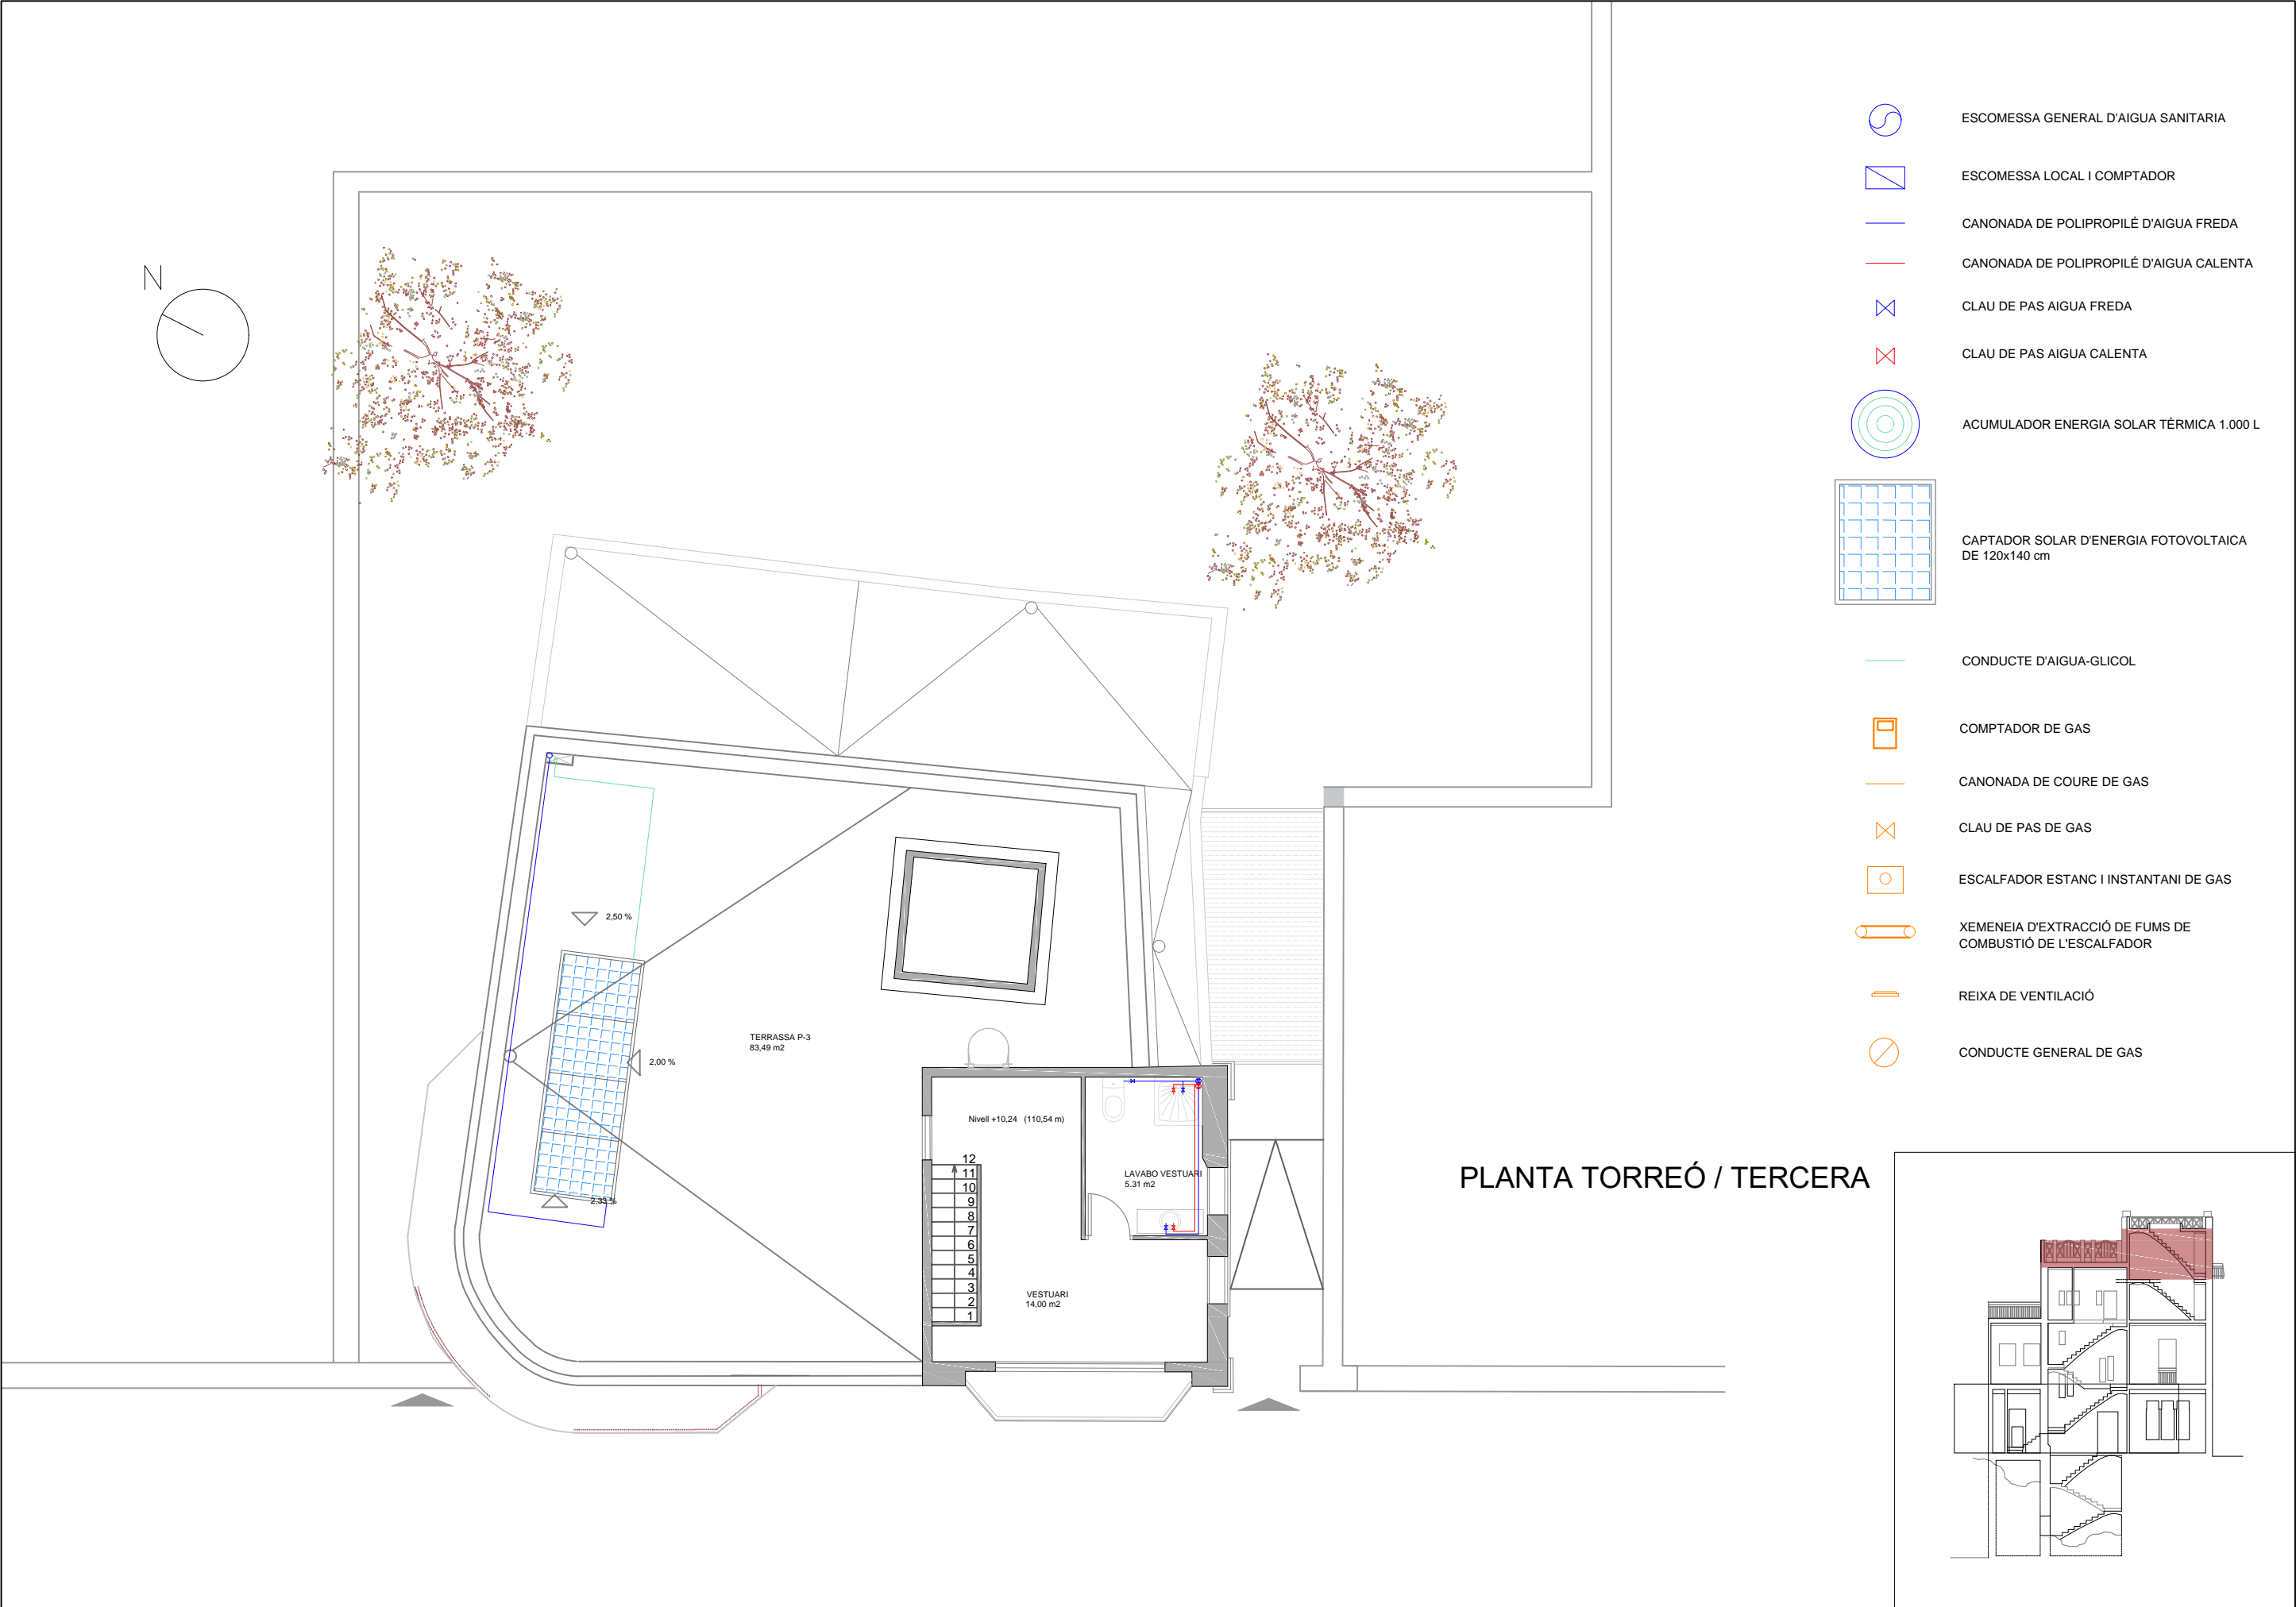 N
ESCOMESSA GENERAL D'AIGUA SANITARIA
ESCOMESSA LOCAL I COMPTADOR
CANONADA DE POLIPROPILÉ D'AIGUA FREDA
CANONADA DE POLIPROPILÉ D'AIGUA CALENTA
CLAU DE PAS AIGUA FREDA
CLAU DE PAS AIGUA CALENTA
ACUMULADOR ENERGIA SOLAR TÈRMICA 1.000 L
CAPTADOR SOLAR D'ENERGIA FOTOVOLTAICA
DE 120x140 cm
CONDUCTE D'AIGUA-GLICOL
COMPTADOR DE GAS
CANONADA DE COURE DE GAS
CLAU DE PAS DE GAS
ESCALFADOR ESTANC I INSTANTANI DE GAS
XEMENEIA D'EXTRACCIÓ DE FUMS DE
COMBUSTIÓ DE L'ESCALFADOR
REIXA DE VENTILACIÓ
CONDUCTE GENERAL DE GAS
2,50 %
TERRASSA P-3
83,49 m2
2,00 %
2,33 %
Nivell +10,24 (110,54 m)
12
11
10
9
8
7
6
5
4
3
2
1
LAVABO VESTUARI
5.31 m2
VESTUARI
14,00 m2
PLANTA TORREÓ / TERCERA